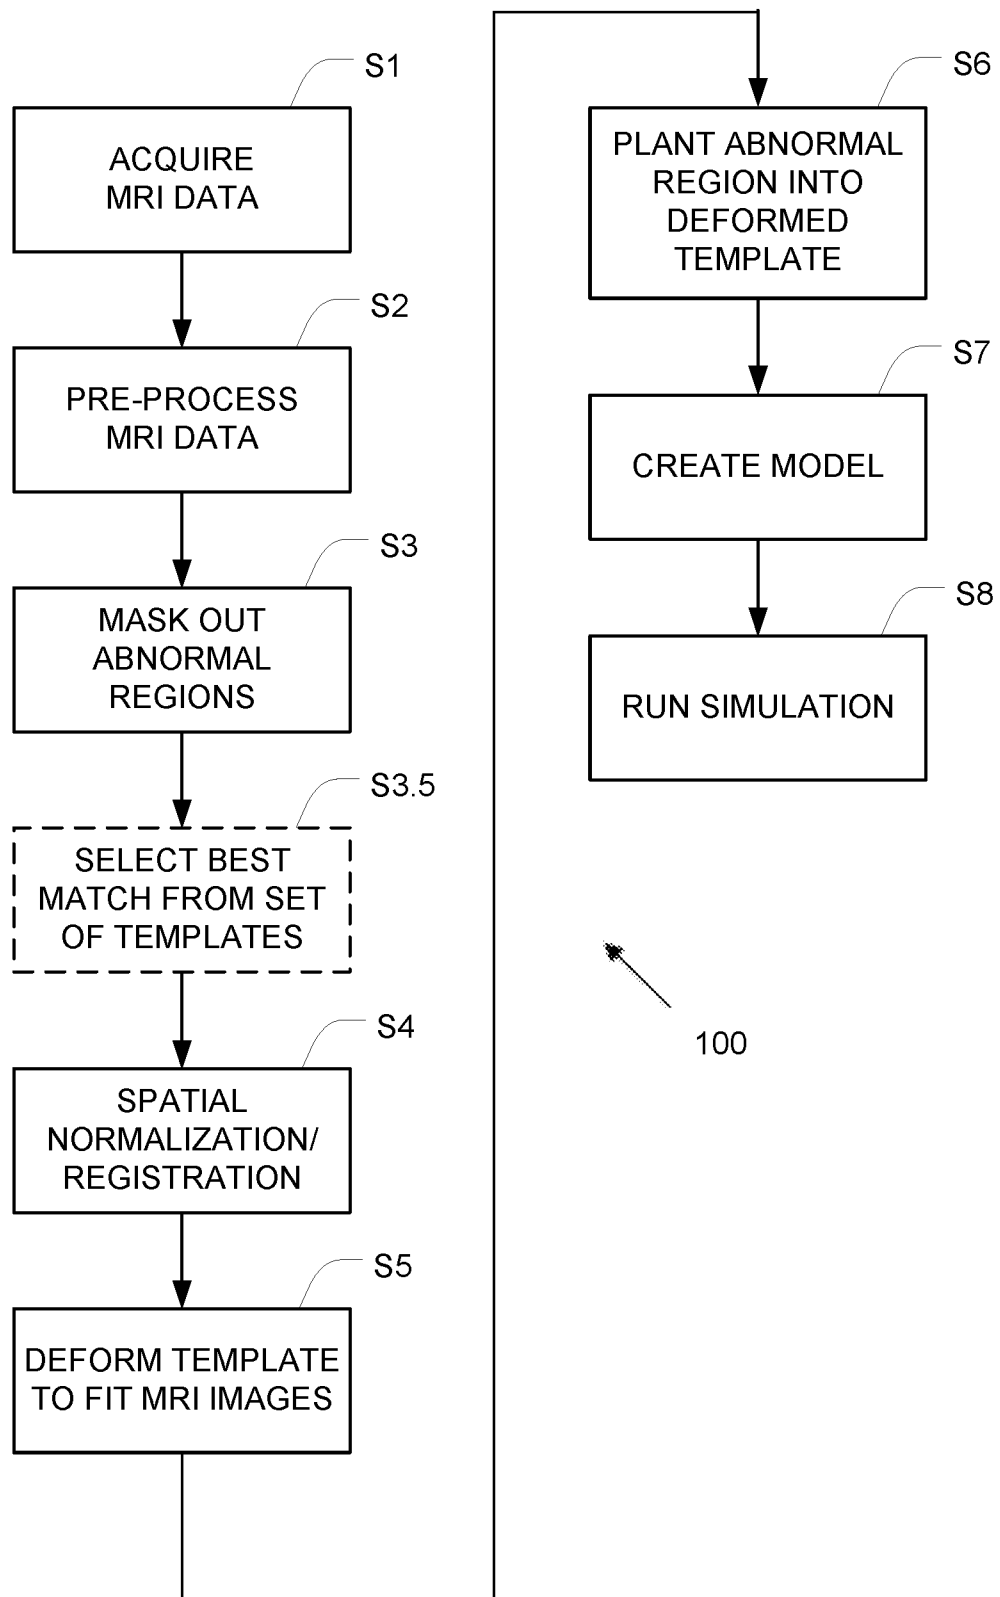 S1
ACQUIRE
MRI DATA
S2
PRE-PROCESS
MRI DATA
S3
MASK OUT
ABNORMAL
REGIONS
S3.5
SELECT BEST
MATCH FROM SET
OF TEMPLATES
S4
SPATIAL
NORMALIZATION/
REGISTRATION
S5
DEFORM TEMPLATE
TO FIT MRI IMAGES
S6
PLANT ABNORMAL
REGION INTO
DEFORMED
TEMPLATE
S7
CREATE MODEL
S8
RUN SIMULATION
100